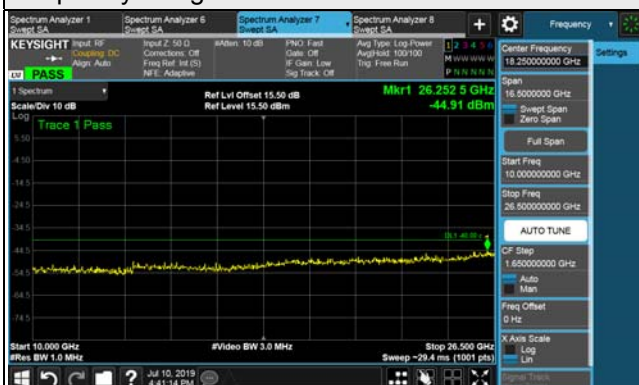 Spectrum Analyzer 1
Swept SA
Spectrum Analyzer 6
Swept SA
Spectrum Analyzer 7
Swept SA
Spectrum Analyzer 8
Swept SA
+
Frequency
KEYSIGHT
Input: RF
Coupling: DC
Align: Auto
Input Z: 50 Ω
Corrections: Off
Freq Ref: Int (S)
NFE: Adaptive
#Atten: 10 dB
PNO: Fast
Gate: Off
IF Gain: Low
Sig Track: Off
Avg Type: Log-Power
Avg|Hold: 100/100
Trig: Free Run
1 2 3 4 5 6
M W W W W W
P N N N N N
LXI
PASS
Center Frequency
18.250000000 GHz
Settings
Span
16.5000000 GHz
Swept Span
Zero Span
Full Span
Start Freq
10.000000000 GHz
Stop Freq
26.500000000 GHz
AUTO TUNE
CF Step
1.650000000 GHz
Auto
Man
Freq Offset
0 Hz
X Axis Scale
Log
Lin
Signal Track
1 Spectrum
Scale/Div 10 dB
Log
Ref Lvl Offset 15.50 dB
Ref Level 15.50 dBm
Mkr1 26.252 5 GHz
-44.91 dBm
Trace 1 Pass
5.50
-4.50
-14.5
-24.5
-34.5
-44.5
-54.5
-64.5
-74.5
Start 10.000 GHz
#Res BW 1.0 MHz
#Video BW 3.0 MHz
Stop 26.500 GHz
Sweep ~29.4 ms (1001 pts)
?
Jul 10, 2019
4:41:14 PM